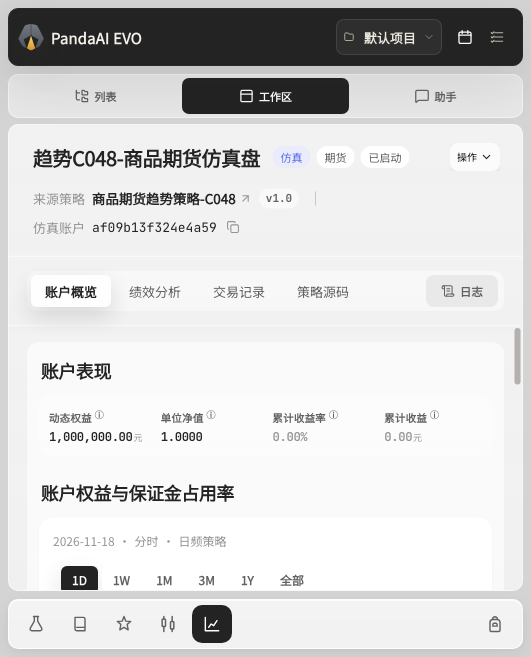 PandaAI EVO
默认项目
列表
工作区
助手
趋势C048-商品期货仿真盘 仿真 期货 已启动 操作
来源策略 商品期货趋势策略-C048 v1.0
仿真账户 af09b13f324e4a59
账户概览 绩效分析 交易记录 策略源码 日志
账户表现
动态权益 单位净值 累计收益率 累计收益
1,000,000.00元 1.0000 0.00% 0.00元
账户权益与保证金占用率
2026-11-18 • 分时 • 日频策略
1D 1W 1M 3M 1Y 全部